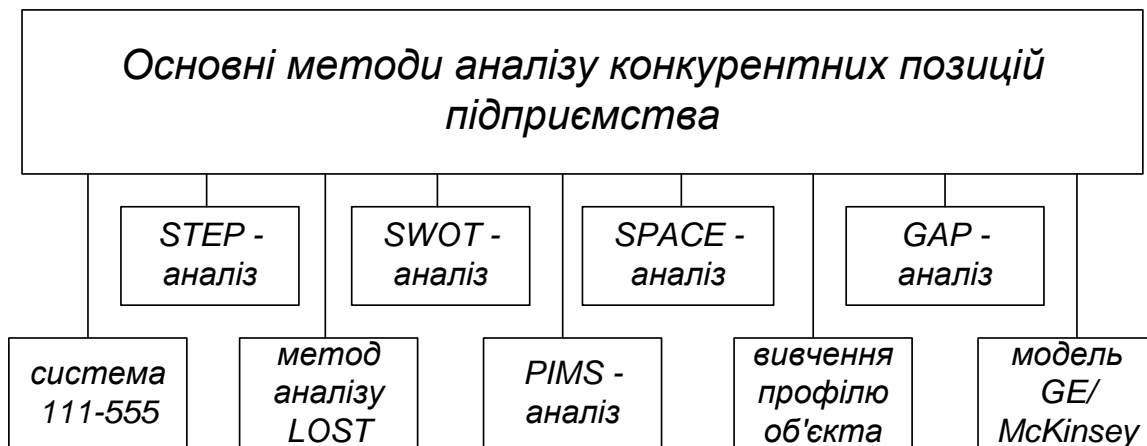 Основні методи аналізу конкурентних позицій
підприємства
STEP -
аналіз
SWOT -
аналіз
SPACE -
аналіз
GAP -
аналіз
система
111-555
метод
аналізу
LOST
PIMS -
аналіз
вивчення
профілю
об'єкта
модель
GE/
McKinsey